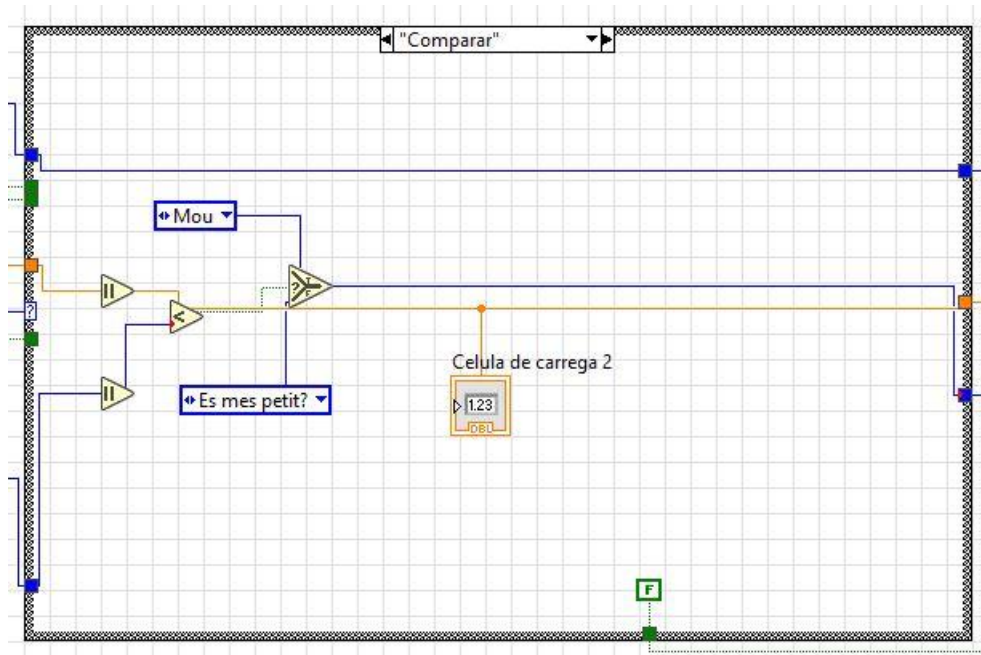 "Comparar"
Mou
?
T
F
<
?
Es mes petit?
Celula de carrega 2
1.23
DBL
F